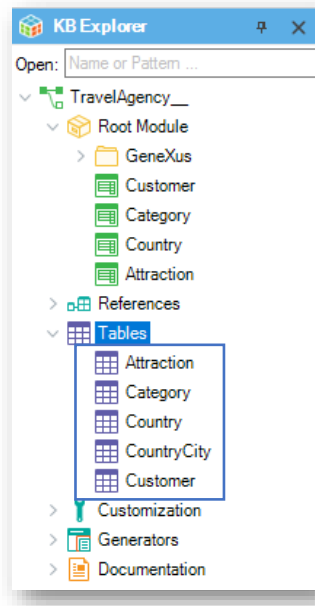 KB Explorer
Open: Name or Pattern ...
TravelAgency__
Root Module
GeneXus
Customer
Category
Country
Attraction
References
Tables
Attraction
Category
Country
CountryCity
Customer
Customization
Generators
Documentation